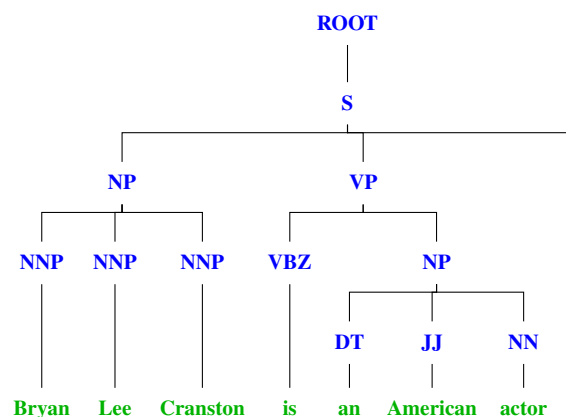 ROOT
S
NP VP
NNP NNP NNP VBZ NP
DT JJ NN
Bryan Lee Cranston is an American actor